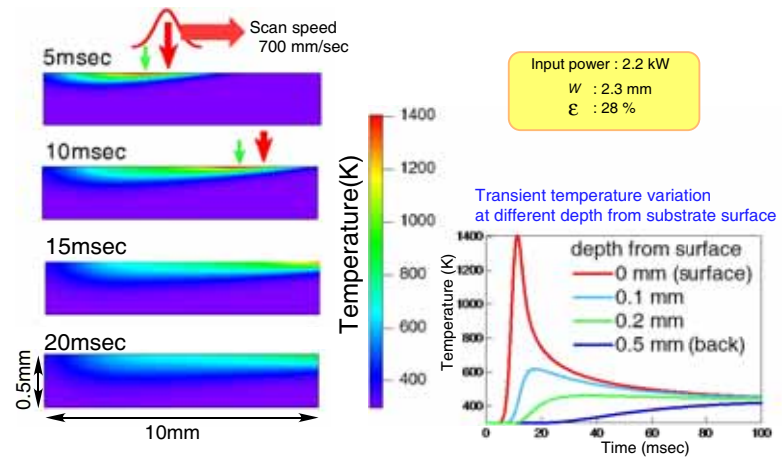 Scan speed
700 mm/sec
5msec
10msec
15msec
20msec
0.5mm
10mm
Temperature(K)
1400
1200
1000
800
600
400
Input power : 2.2 kW
w : 2.3 mm
ε : 28 %
Transient temperature variation
at different depth from substrate surface
Temperature (K)
1400
1200
1000
800
600
400
depth from surface
0 mm (surface)
0.1 mm
0.2 mm
0.5 mm (back)
0 20 40 60 80 100
Time (msec)